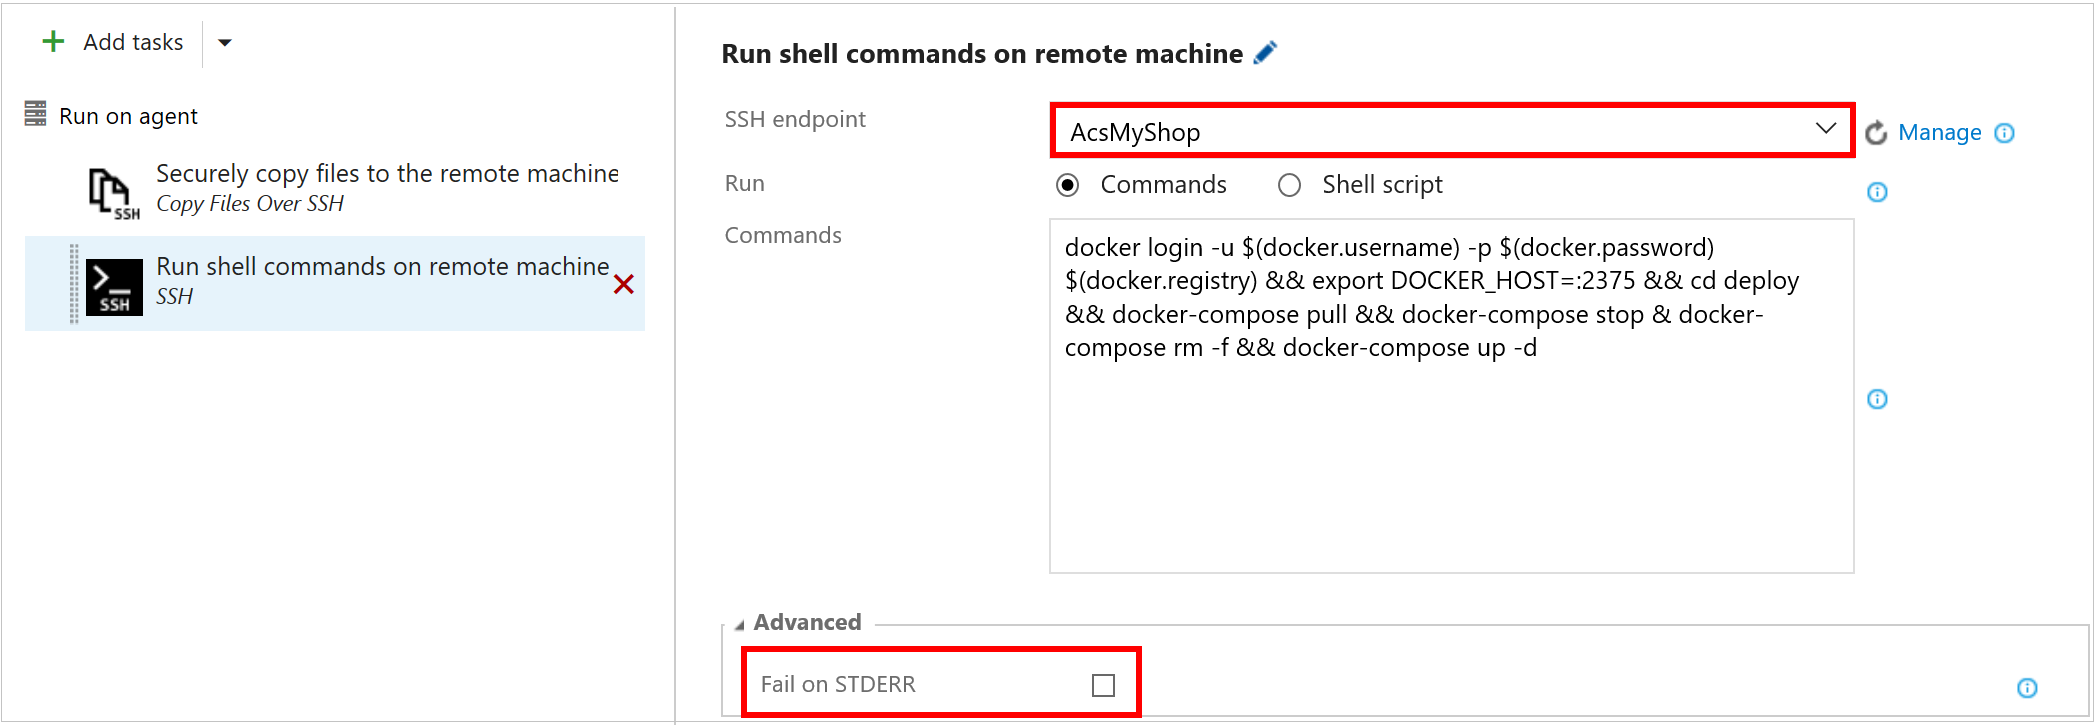 Add tasks
Run on agent
Securely copy files to the remote machine
Copy Files Over SSH
SSH
Run shell commands on remote machine
SSH
SSH
Run shell commands on remote machine
SSH endpoint
AcsMyShop
Manage
Run
Commands
Shell script
Commands
docker login -u $(docker.username) -p $(docker.password)
$(docker.registry) && export DOCKER_HOST=:2375 && cd deploy
&& docker-compose pull && docker-compose stop & docker-
compose rm -f && docker-compose up -d
Advanced
Fail on STDERR